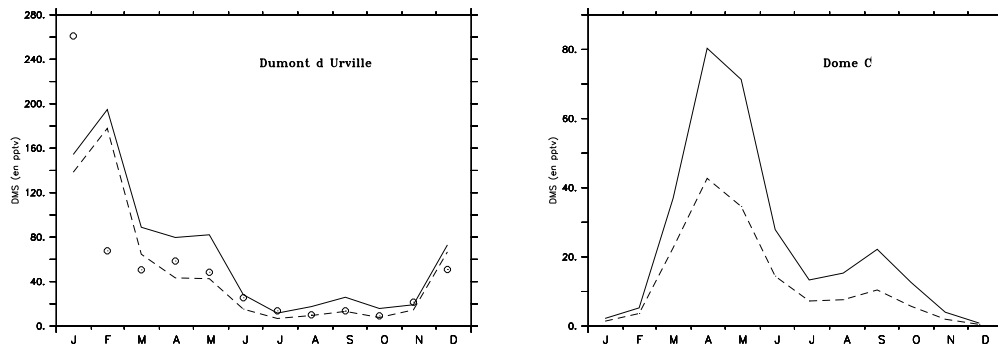 280.
240.
200.
160.
120.
80.
40.
0.
DMS (en pptv)
Dumont d Urville
J F M A M J J A S O N D
80.
60.
40.
20.
0.
DMS (en pptv)
Dome C
J F M A M J J A S O N D